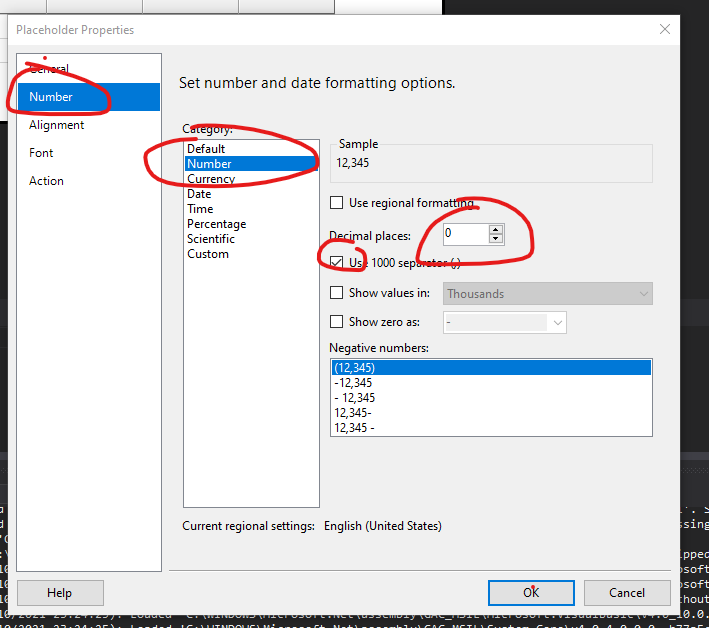 Placeholder Properties
General
Number
Alignment
Font
Action
Set number and date formatting options.
Category:
Default
Number
Currency
Date
Time
Percentage
Scientific
Custom
Sample
12,345
Use regional formatting
Decimal places:
0
Use 1000 separator (,)
Show values in:
Thousands
Show zero as:
-
Negative numbers:
(12,345)
-12,345
- 12,345
12,345-
12,345 -
Current regional settings: English (United States)
Help
OK
Cancel